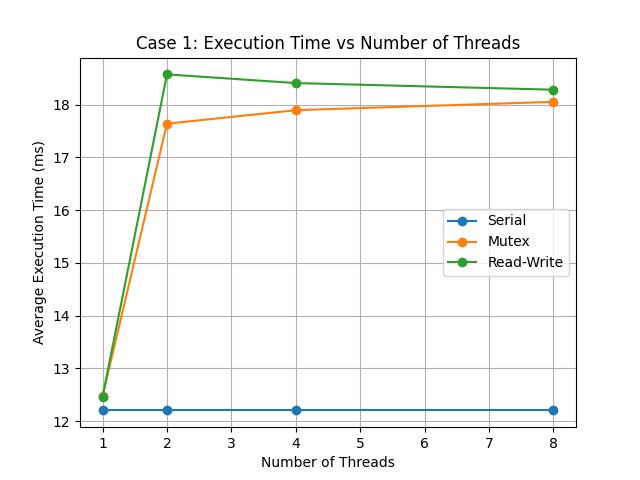 Case 1: Execution Time vs Number of Threads
Average Execution Time (ms)
18
17
16
15
14
13
12
Serial
Mutex
Read-Write
1 2 3 4 5 6 7 8
Number of Threads